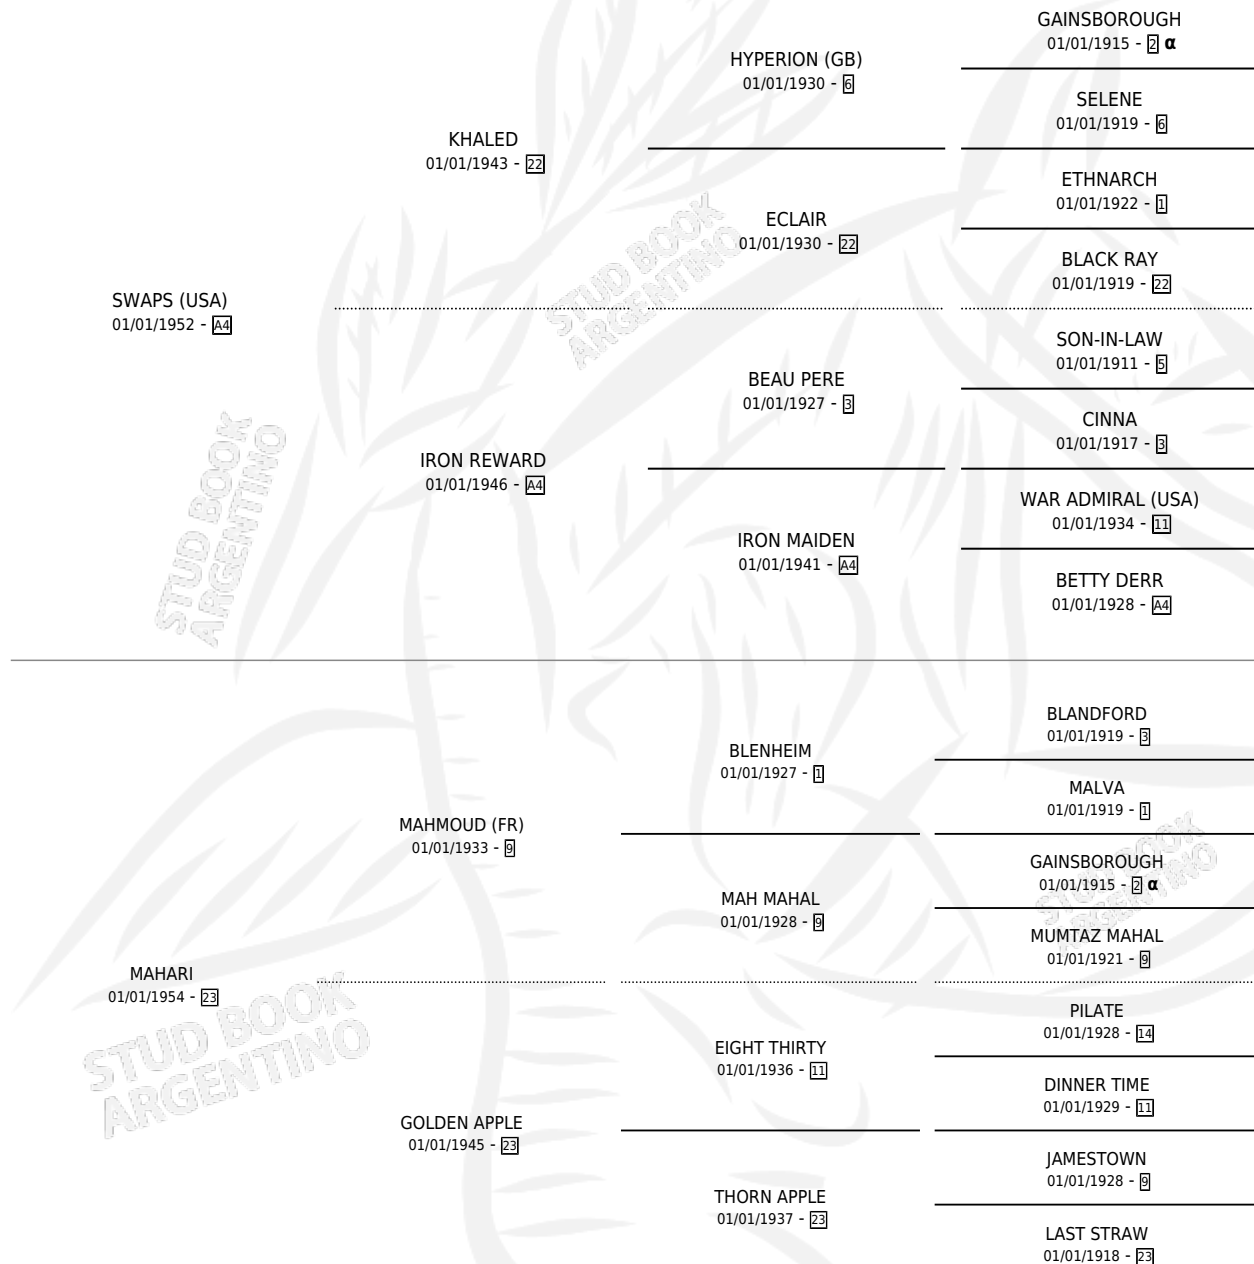 GAINSBOROUGH
01/01/1915 - 2 α
HYPERION (GB)
01/01/1930 - 6
SELENE
01/01/1919 - 6
KHALED
01/01/1943 - 22
ETHNARCH
01/01/1922 - 1
ECLAIR
01/01/1930 - 22
BLACK RAY
01/01/1919 - 22
SWAPS (USA)
01/01/1952 - A4
STUD BOOK
ARGENTINO
SON-IN-LAW
01/01/1911 - 5
BEAU PERE
01/01/1927 - 3
CINNA
01/01/1917 - 3
IRON REWARD
01/01/1946 - A4
WAR ADMIRAL (USA)
01/01/1934 - 11
IRON MAIDEN
01/01/1941 - A4
BETTY DERR
01/01/1928 - A4
STUD BOOK
ARGENTINO
BLANDFORD
01/01/1919 - 3
BLENHEIM
01/01/1927 - 1
MALVA
01/01/1919 - 1
MAHMOUD (FR)
01/01/1933 - 9
GAINSBOROUGH
01/01/1915 - 2 α
MAH MAHAL
01/01/1928 - 9
MUMTAZ MAHAL
01/01/1921 - 9
STUD BOOK
ARGENTINO
MAHARI
01/01/1954 - 23
PILATE
01/01/1928 - 14
EIGHT THIRTY
01/01/1936 - 11
DINNER TIME
01/01/1929 - 11
STUD BOOK
ARGENTINO
GOLDEN APPLE
01/01/1945 - 23
JAMESTOWN
01/01/1928 - 9
THORN APPLE
01/01/1937 - 23
LAST STRAW
01/01/1918 - 23